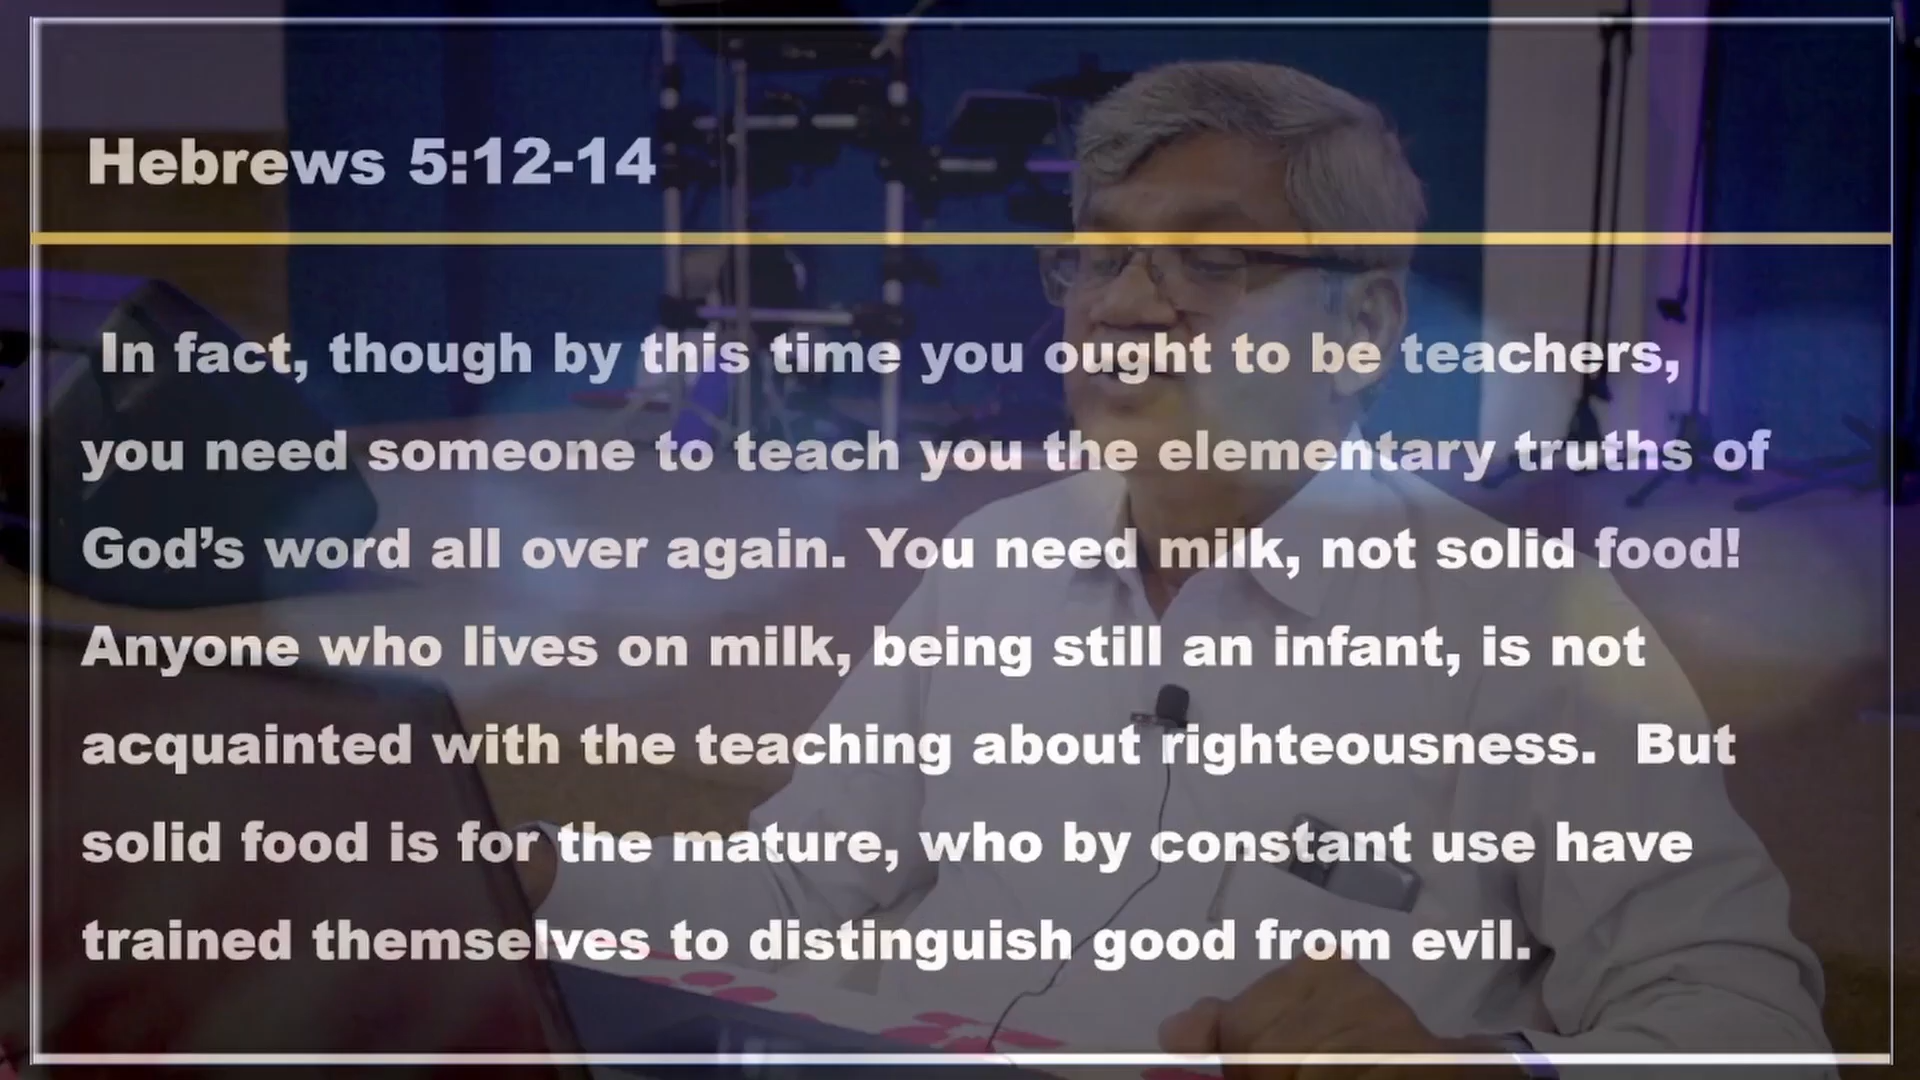 Hebrews 5:12-14
In fact, though by this time you ought to be teachers,
you need someone to teach you the elementary truths of
God’s word all over again. You need milk, not solid food!
Anyone who lives on milk, being still an infant, is not
acquainted with the teaching about righteousness.  But
solid food is for the mature, who by constant use have
trained themselves to distinguish good from evil.